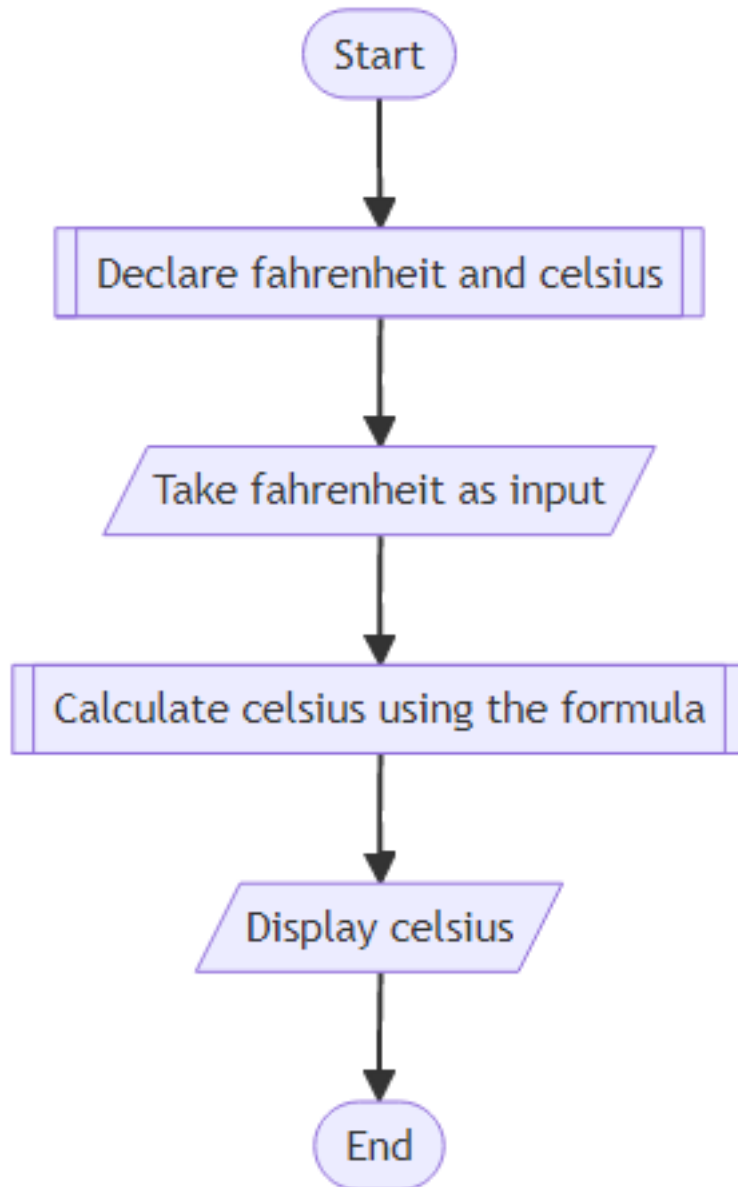 Start
Declare fahrenheit and celsius
Take fahrenheit as input
Calculate celsius using the formula
Display celsius
End